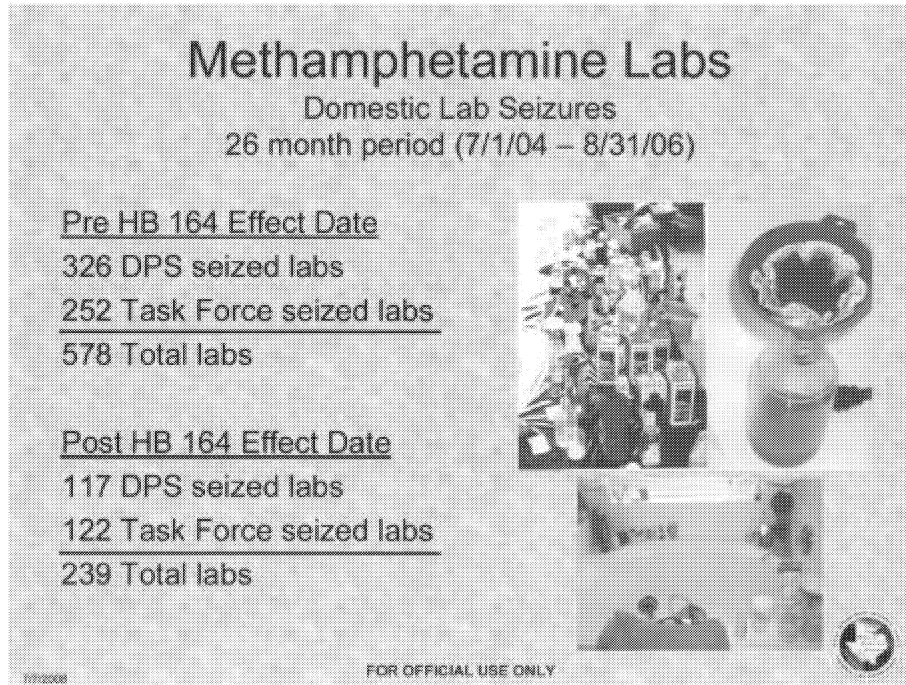 Methamphetamine Labs
Domestic Lab Seizures
26 month period (7/1/04 – 8/31/06)
Pre HB 164 Effect Date
326 DPS seized labs
252 Task Force seized labs
578 Total labs
Post HB 164 Effect Date
117 DPS seized labs
122 Task Force seized labs
239 Total labs
FOR OFFICIAL USE ONLY